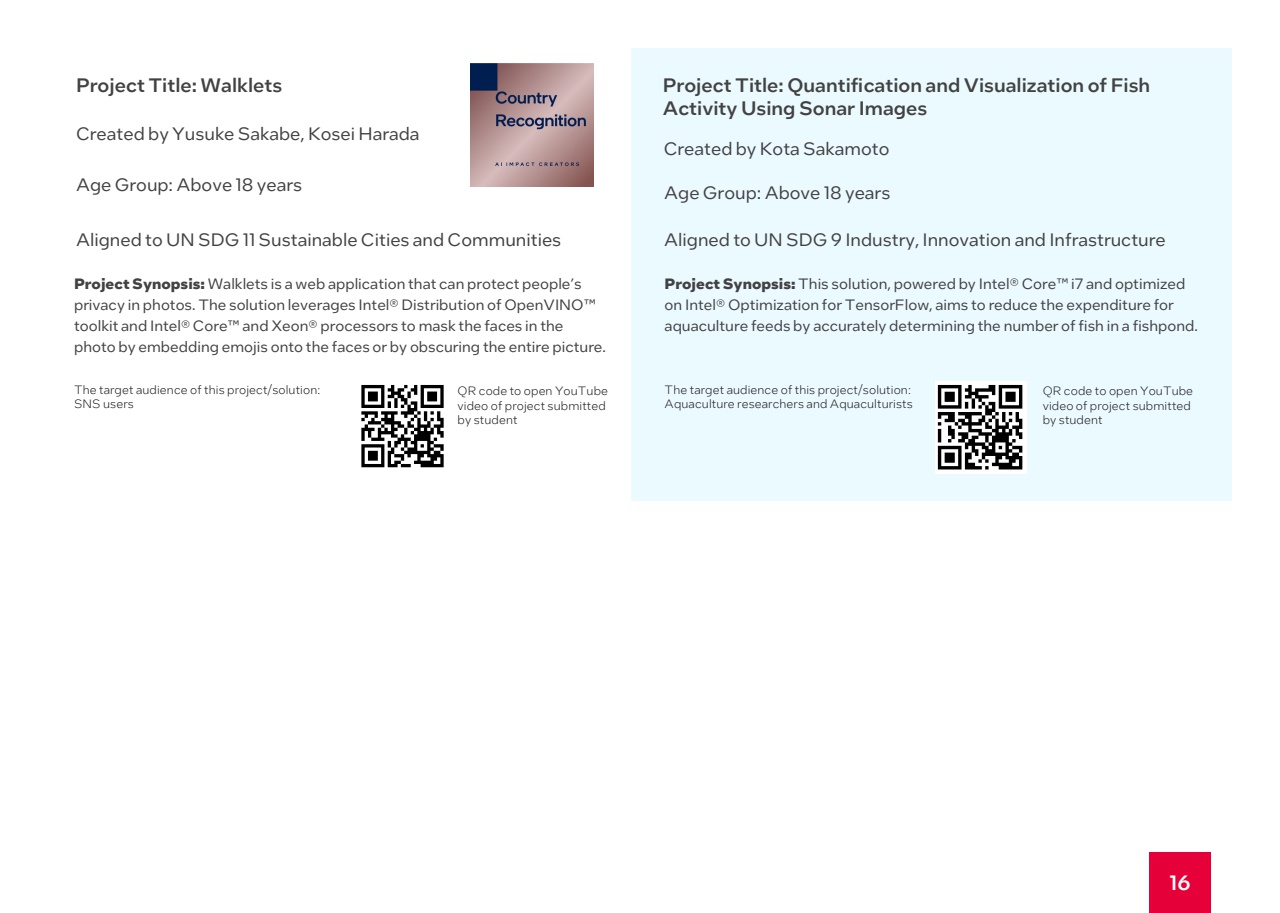 Project Title: Walklets
Country
Recognition
AI IMPACT CREATORS
Created by Yusuke Sakabe, Kosei Harada
Age Group: Above 18 years
Aligned to UN SDG 11 Sustainable Cities and Communities
Project Synopsis: Walklets is a web application that can protect people's
privacy in photos. The solution leverages Intel® Distribution of OpenVINO™
toolkit and Intel® Core™ and Xeon® processors to mask the faces in the
photo by embedding emojis onto the faces or by obscuring the entire picture.
The target audience of this project/solution:
SNS users
QR code to open YouTube
video of project submitted
by student
Project Title: Quantification and Visualization of Fish
Activity Using Sonar Images
Created by Kota Sakamoto
Age Group: Above 18 years
Aligned to UN SDG 9 Industry, Innovation and Infrastructure
Project Synopsis: This solution, powered by Intel® Core™ i7 and optimized
on Intel® Optimization for TensorFlow, aims to reduce the expenditure for
aquaculture feeds by accurately determining the number of fish in a fishpond.
The target audience of this project/solution:
Aquaculture researchers and Aquaculturists
QR code to open YouTube
video of project submitted
by student
16